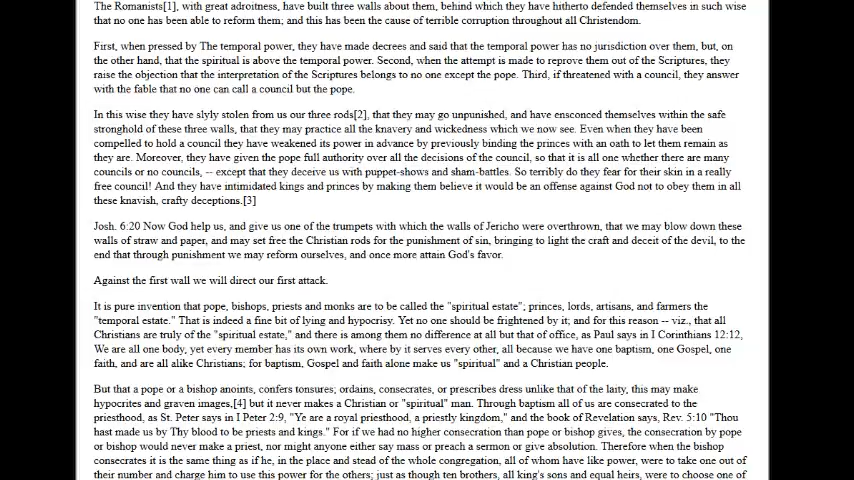 The Romanists[1], with great adroitness, have built three walls about them, behind which they have hitherto defended themselves in such wise
that no one has been able to reform them; and this has been the cause of terrible corruption throughout all Christendom.
First, when pressed by The temporal power, they have made decrees and said that the temporal power has no jurisdiction over them, but, on
the other hand, that the spiritual is above the temporal power. Second, when the attempt is made to reprove them out of the Scriptures, they
raise the objection that the interpretation of the Scriptures belongs to no one except the pope. Third, if threatened with a council, they answer
with the fable that no one can call a council but the pope.
In this wise they have slyly stolen from us our three rods[2], that they may go unpunished, and have ensconced themselves within the safe
stronghold of these three walls, that they may practice all the knavery and wickedness which we now see. Even when they have been
compelled to hold a council they have weakened its power in advance by previously binding the princes with an oath to let them remain as
they are. Moreover, they have given the pope full authority over all the decisions of the council, so that it is all one whether there are many
councils or no councils, -- except that they deceive us with puppet-shows and sham-battles. So terribly do they fear for their skin in a really
free council! And they have intimidated kings and princes by making them believe it would be an offense against God not to obey them in all
these knavish, crafty deceptions.[3]
Josh. 6:20 Now God help us, and give us one of the trumpets with which the walls of Jericho were overthrown, that we may blow down these
walls of straw and paper, and may set free the Christian rods for the punishment of sin, bringing to light the craft and deceit of the devil, to the
end that through punishment we may reform ourselves, and once more attain God's favor.
Against the first wall we will direct our first attack.
It is pure invention that pope, bishops, priests and monks are to be called the "spiritual estate"; princes, lords, artisans, and farmers the
"temporal estate." That is indeed a fine bit of lying and hypocrisy. Yet no one should be frightened by it; and for this reason -- viz., that all
Christians are truly of the "spiritual estate," and there is among them no difference at all but that of office, as Paul says in I Corinthians 12:12,
We are all one body, yet every member has its own work, where by it serves every other, all because we have one baptism, one Gospel, one
faith, and are all alike Christians; for baptism, Gospel and faith alone make us "spiritual" and a Christian people.
But that a pope or a bishop anoints, confers tonsures; ordains, consecrates, or prescribes dress unlike that of the laity, this may make
hypocrites and graven images,[4] but it never makes a Christian or "spiritual" man. Through baptism all of us are consecrated to the
priesthood, as St. Peter says in I Peter 2:9, "Ye are a royal priesthood, a priestly kingdom," and the book of Revelation says, Rev. 5:10 "Thou
hast made us by Thy blood to be priests and kings." For if we had no higher consecration than pope or bishop gives, the consecration by pope
or bishop would never make a priest, nor might anyone either say mass or preach a sermon or give absolution. Therefore when the bishop
consecrates it is the same thing as if he, in the place and stead of the whole congregation, all of whom have like power, were to take one out of
their number and charge him to use this power for the others; just as though ten brothers, all king's sons and equal heirs, were to choose one of